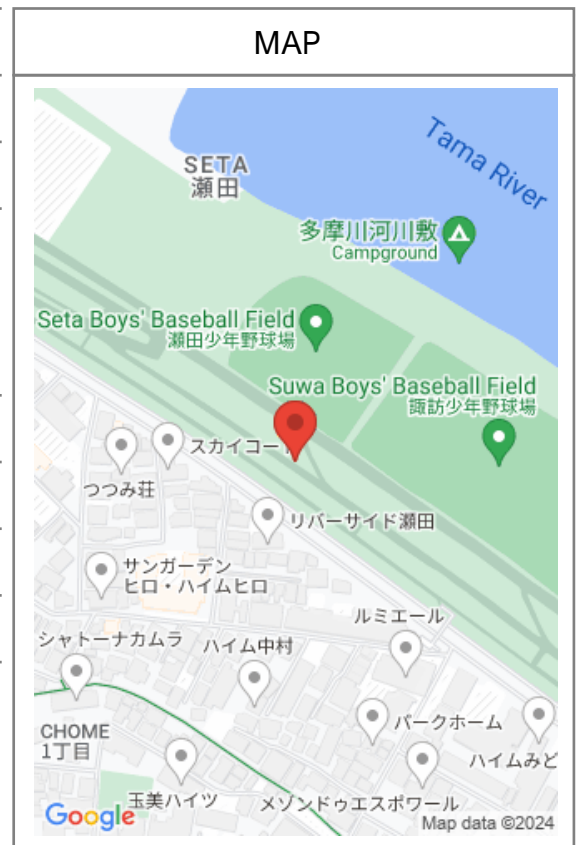 MAP
SETA
瀬田
Tama River
多摩川河川敷
Campground
Seta Boys' Baseball Field
瀬田少年野球場
Suwa Boys' Baseball Field
諏訪少年野球場
スカイコー
つつみ荘
リバーサイド瀬田
サンガーデン
ヒロ・ハイムヒロ
ルミエール
シャトーナカムラ
ハイム中村
CHOME
1丁目
パークホーム
ハイムみど
玉美ハイツ
メゾンドゥエスポワール
Google
Map data ©2024